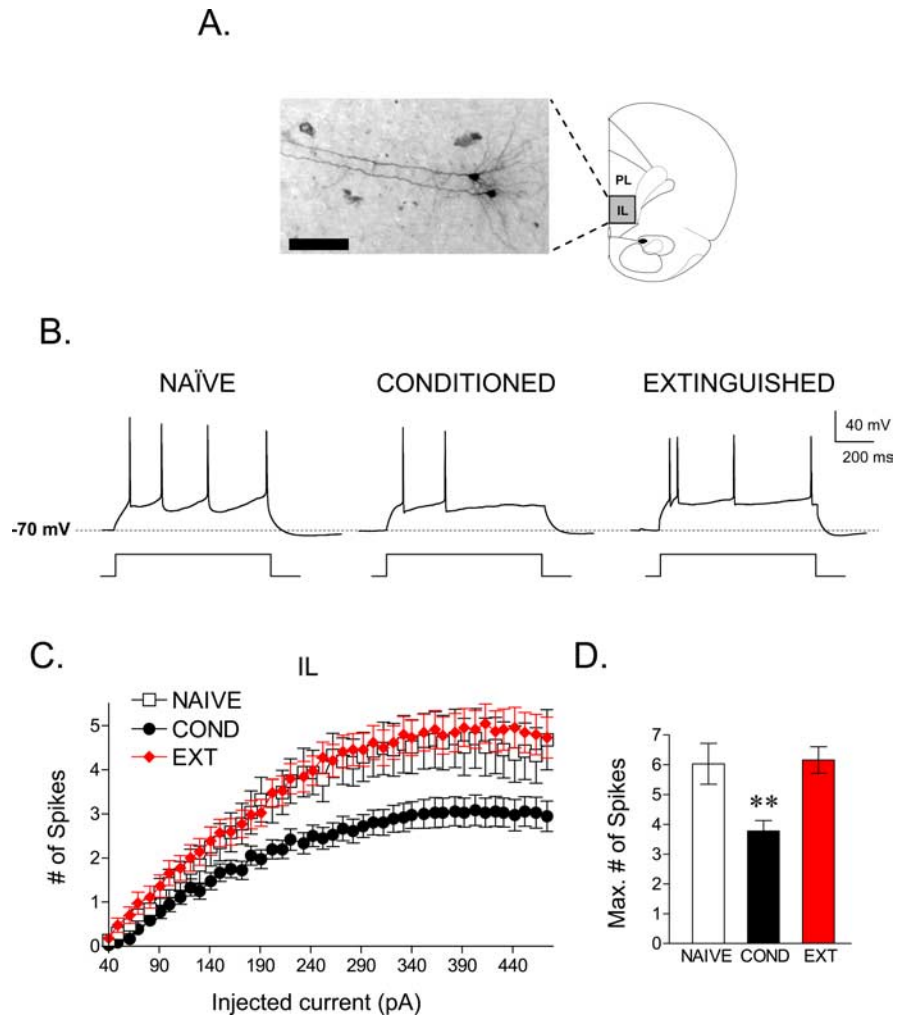 A.
PL
IL
B.
NAÏVE CONDITIONED EXTINGUISHED
40 mV
200 ms
-70 mV
C.
IL
NAIVE
COND
EXT
# of Spikes
5
4
3
2
1
0
40 90 140 190 240 290 340 390 440
Injected current (pA)
D.
Max. # of Spikes
7
6
5
4
3
2
1
0
**
NAIVE COND EXT